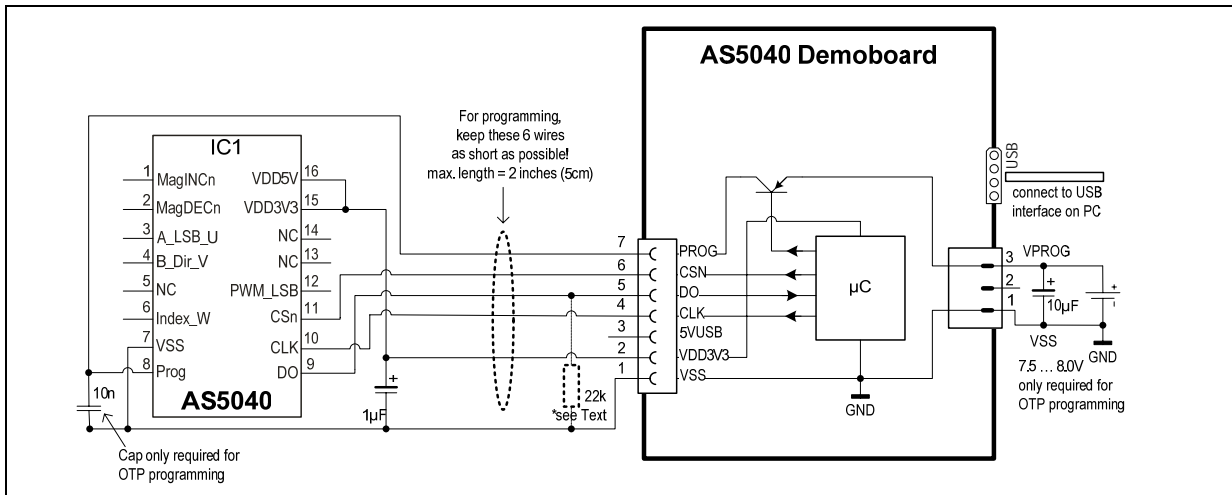 AS5040 Demoboard
For programming,
keep these 6 wires
as short as possible!
max. length = 2 inches (5cm)
IC1
1 MagINCn
2 MagDECn
3 A_LSB_U
4 B_Dir_V
5 NC
6 Index_W
7 VSS
8 Prog
VDD5V 16
VDD3V3 15
NC 14
NC 13
PWM_LSB 12
CSn 11
CLK 10
DO 9
AS5040
10n
Cap only required for
OTP programming
+
1µF
22k
*see Text
7 PROG
6 CSN
5 DO
4 CLK
3 5VUSB
2 VDD3V3
1 VSS
µC
GND
USB
connect to USB
interface on PC
3 VPROG
2
1
+
10µF
+
-
VSS
GND
7.5 ... 8.0V
only required for
OTP programming